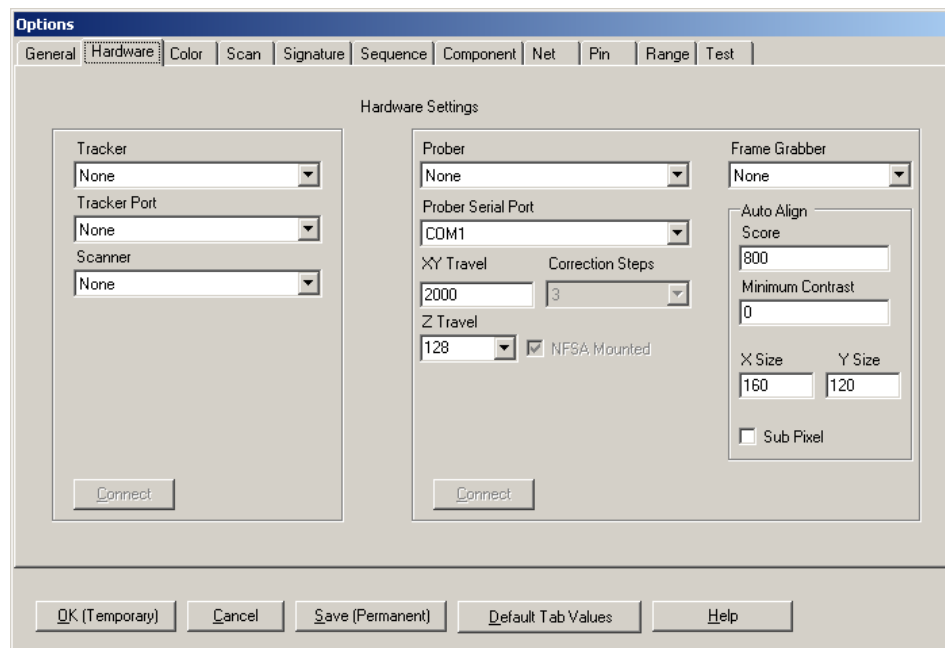 Options
General Hardware Color Scan Signature Sequence Component Net Pin Range Test
Hardware Settings
Tracker
None
Tracker Port
None
Scanner
None
Connect
Prober
None
Prober Serial Port
COM1
XY Travel Correction Steps
2000 3
Z Travel
128 NFSA Mounted
Connect
Frame Grabber
None
Auto Align
Score
800
Minimum Contrast
0
X Size Y Size
160 120
Sub Pixel
OK (Temporary) Cancel Save (Permanent) Default Tab Values Help